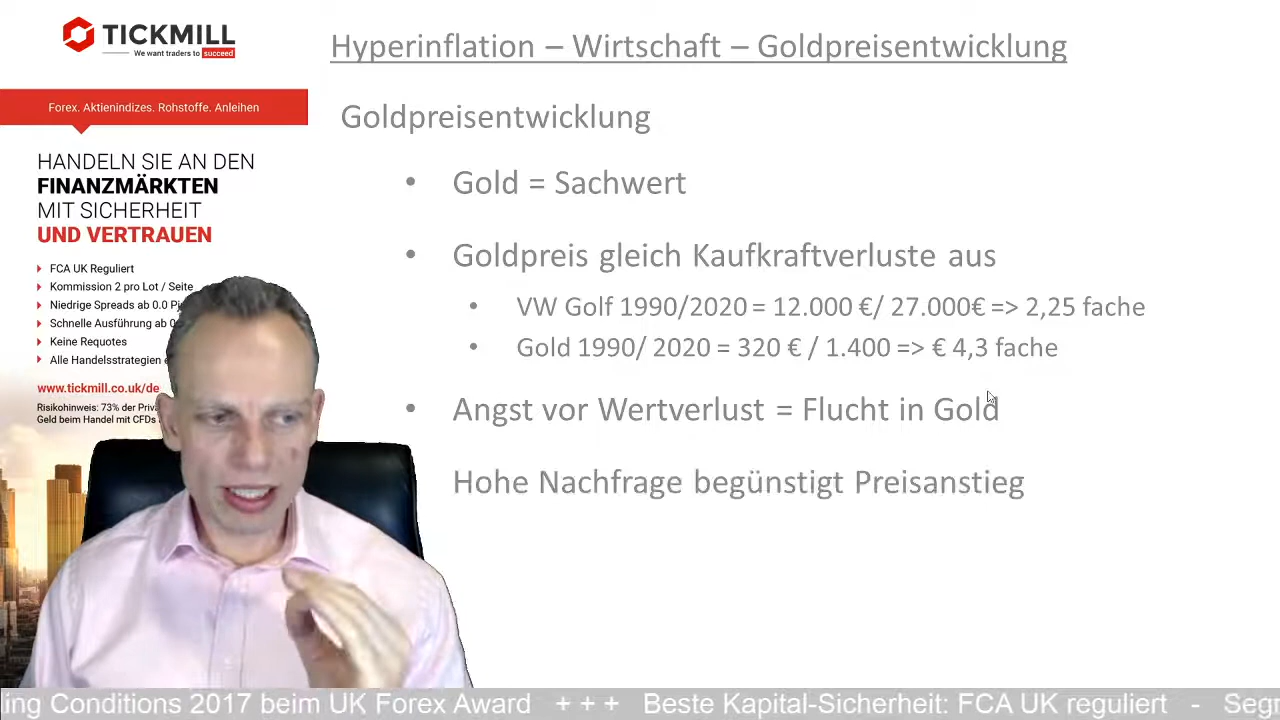 TICKMILL
We want traders to succeed
Forex. Aktienindizes. Rohstoffe. Anleihen
HANDELN SIE AN DEN
FINANZMÄRKTEN
MIT SICHERHEIT
UND VERTRAUEN
FCA UK Reguliert
Kommission 2 pro Lot / Seite
Niedrige Spreads ab 0.0
Schnelle Ausführung ab
Keine Requotes
Alle Handelsstrategien
www.tickmill.co.uk/de
Risikohinweis: 73% der
Geld beim Handel mit CFDs
Hyperinflation – Wirtschaft – Goldpreisentwicklung
Goldpreisentwicklung
• Gold = Sachwert
• Goldpreis gleich Kaufkraftverluste aus
• VW Golf 1990/2020 = 12.000 €/ 27.000€ => 2,25 fache
• Gold 1990/ 2020 = 320 € / 1.400 => € 4,3 fache
• Angst vor Wertverlust = Flucht in Gold
Hohe Nachfrage begünstigt Preisanstieg
Conditions 2017 beim UK Forex Award + + + Beste Kapital-Sicherheit: FCA UK reguliert -